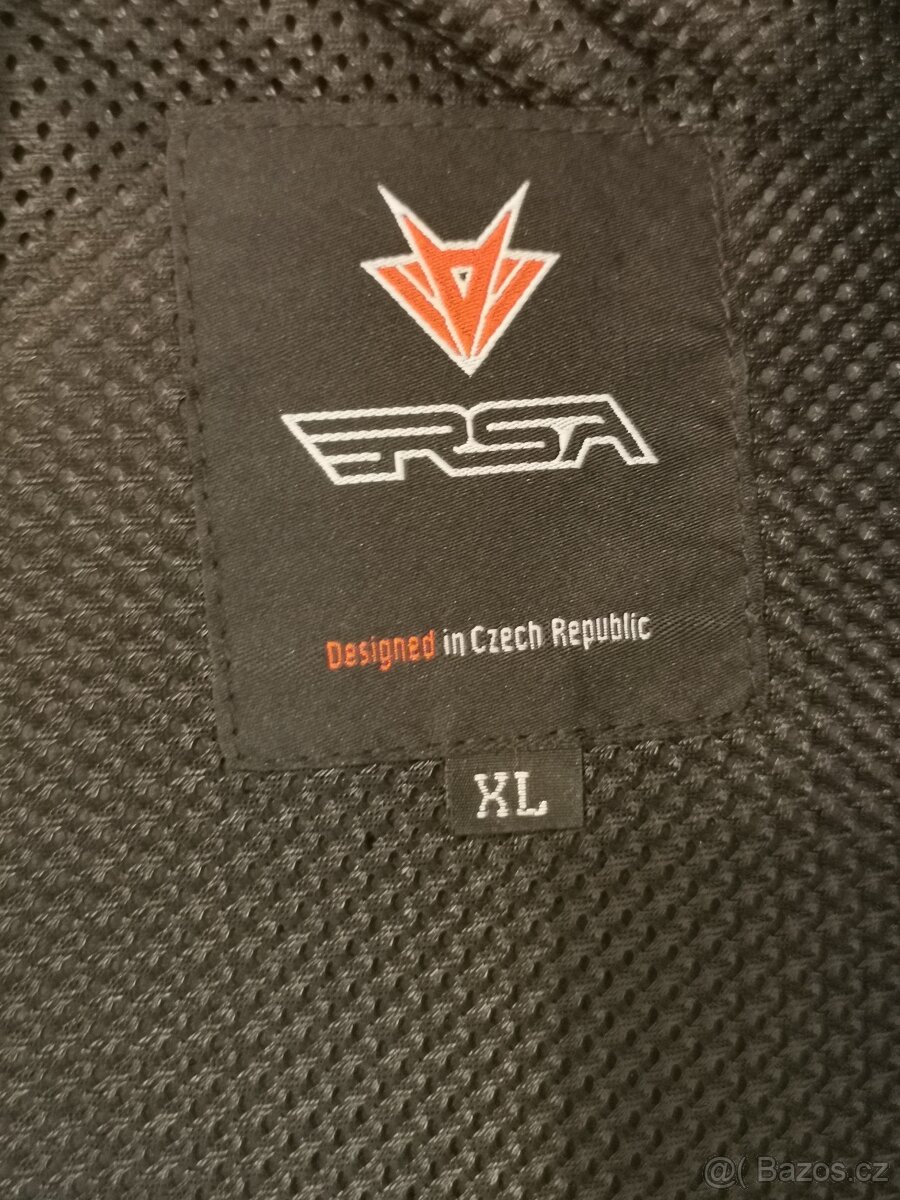 RSA
Designed in Czech Republic
XL
@( Bazos.cz